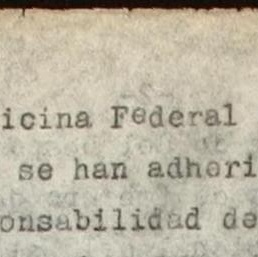 icina Federal
se han adheri
onsabilidad de